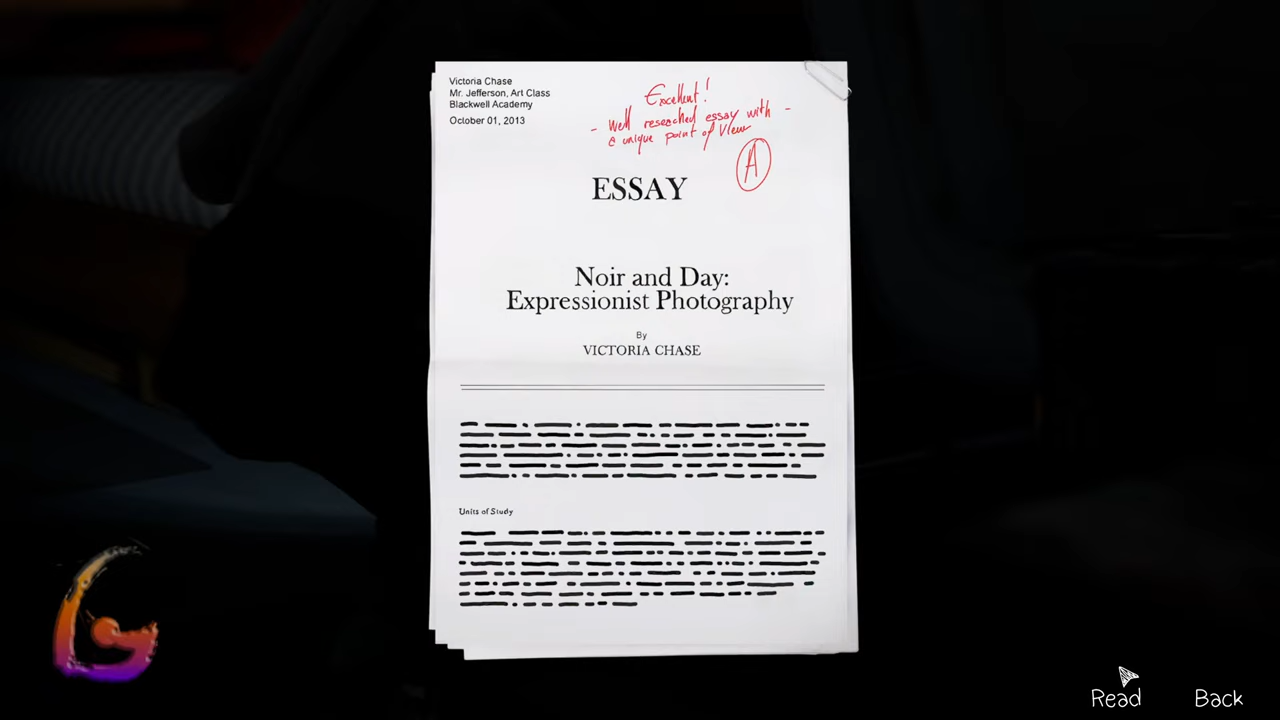 Victoria Chase
Mr. Jefferson, Art Class
Blackwell Academy
October 01, 2013
Excellent!
- Well reseached essay with -
a unique point of View
A
ESSAY
Noir and Day:
Expressionist Photography
By
VICTORIA CHASE
Units of Study
Read
Back